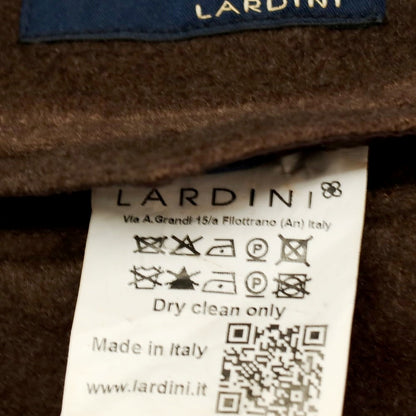 LARDINI
LARDINI
Via A.Grandi 15/a Filottrano (An) Italy
P
P
Dry clean only
Made in Italy
www.lardini.it